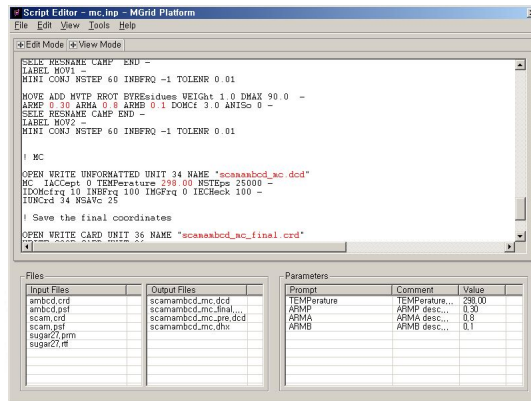 Script Editor - mc,inp - MGrid Platform
File Edit View Tools Help
Edit Mode View Mode
SELE RESNAME CAMP END -
LABEL MOV1 -
MINI CONJ NSTEP 60 INBFRQ -1 TOLENR 0.01
MOVE ADD MVTP RROT BYREsidues WEIGht 1.0 DMAX 90.0 -
ARMP 0.30 ARMA 0.8 ARMB 0.1 DOMCf 3.0 ANISo 0 -
SELE RESNAME CAMP END -
LABEL MOV2 -
MINI CONJ NSTEP 60 INBFRQ -1 TOLENR 0.01
! MC
OPEN WRITE UNFORMATTED UNIT 34 NAME "scamambcd_mc.dcd"
MC IACCept 0 TEMPerature 298.00 NSTEps 25000 -
IDOMcfrq 10 INBFRQ 100 IMGFrq 0 IECHeck 100 -
IUNCrd 34 NSAVc 25
! Save the final coordinates
OPEN WRITE CARD UNIT 36 NAME "scamambcd_mc_final.crd"
Files
Input Files Output Files
ambcd,crd scamambcd_mc,dcd
ambcd,psf scamambcd_mc_final,...
scam,crd scamambcd_mc_pre,dcd
scam,psf scamambcd_mc,dhx
sugar27,prm
sugar27,rtf
Parameters
Prompt Comment Value
TEMPerature TEMPerature,... 298,00
ARMP ARMP desc,... 0,30
ARMA ARMA desc,... 0,8
ARMB ARMB desc,... 0,1